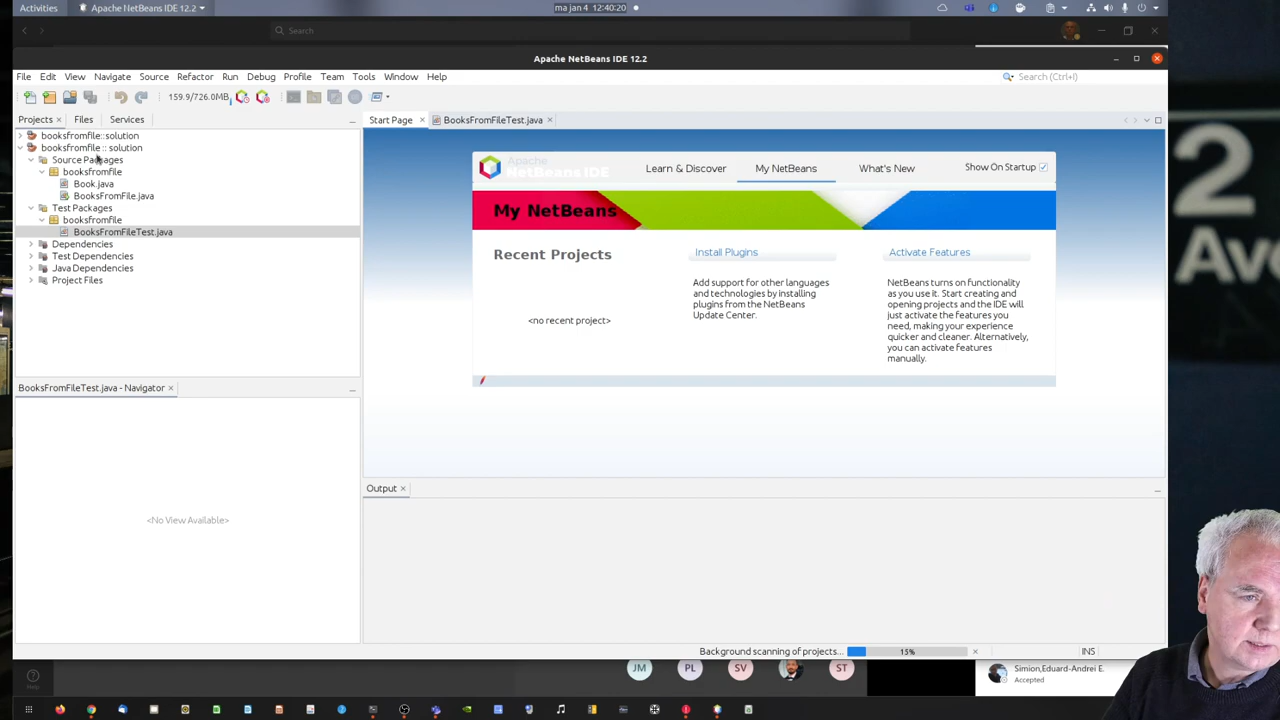 Activities
Apache NetBeans IDE 12.2
ma jan 4 12:40:20
Search
Apache NetBeans IDE 12.2
File Edit View Navigate Source Refactor Run Debug Profile Team Tools Window Help
Search (Ctrl+I)
159.9/726.0MB
Projects Files Services
Start Page BooksFromFileTest.java
booksfromfile::solution
booksfromfile :: solution
Source Packages
booksfromfile
Book.java
BooksFromFile.java
Test Packages
booksfromfile
BooksFromFileTest.java
Dependencies
Test Dependencies
Java Dependencies
Project Files
Apache
NetBeans IDE
Learn & Discover My NetBeans What's New Show On Startup
My NetBeans
Recent Projects
<no recent project>
Install Plugins
Add support for other languages
and technologies by installing
plugins from the NetBeans
Update Center.
Activate Features
NetBeans turns on functionality
as you use it. Start creating and
opening projects and the IDE will
just activate the features you
need, making your experience
quicker and cleaner. Alternatively,
you can activate features
manually.
BooksFromFileTest.java - Navigator
<No View Available>
Output
Background scanning of projects... 15% INS
2
Av
Help
JM PL SV ST
Simion,Eduard-Andrei E.
Accepted